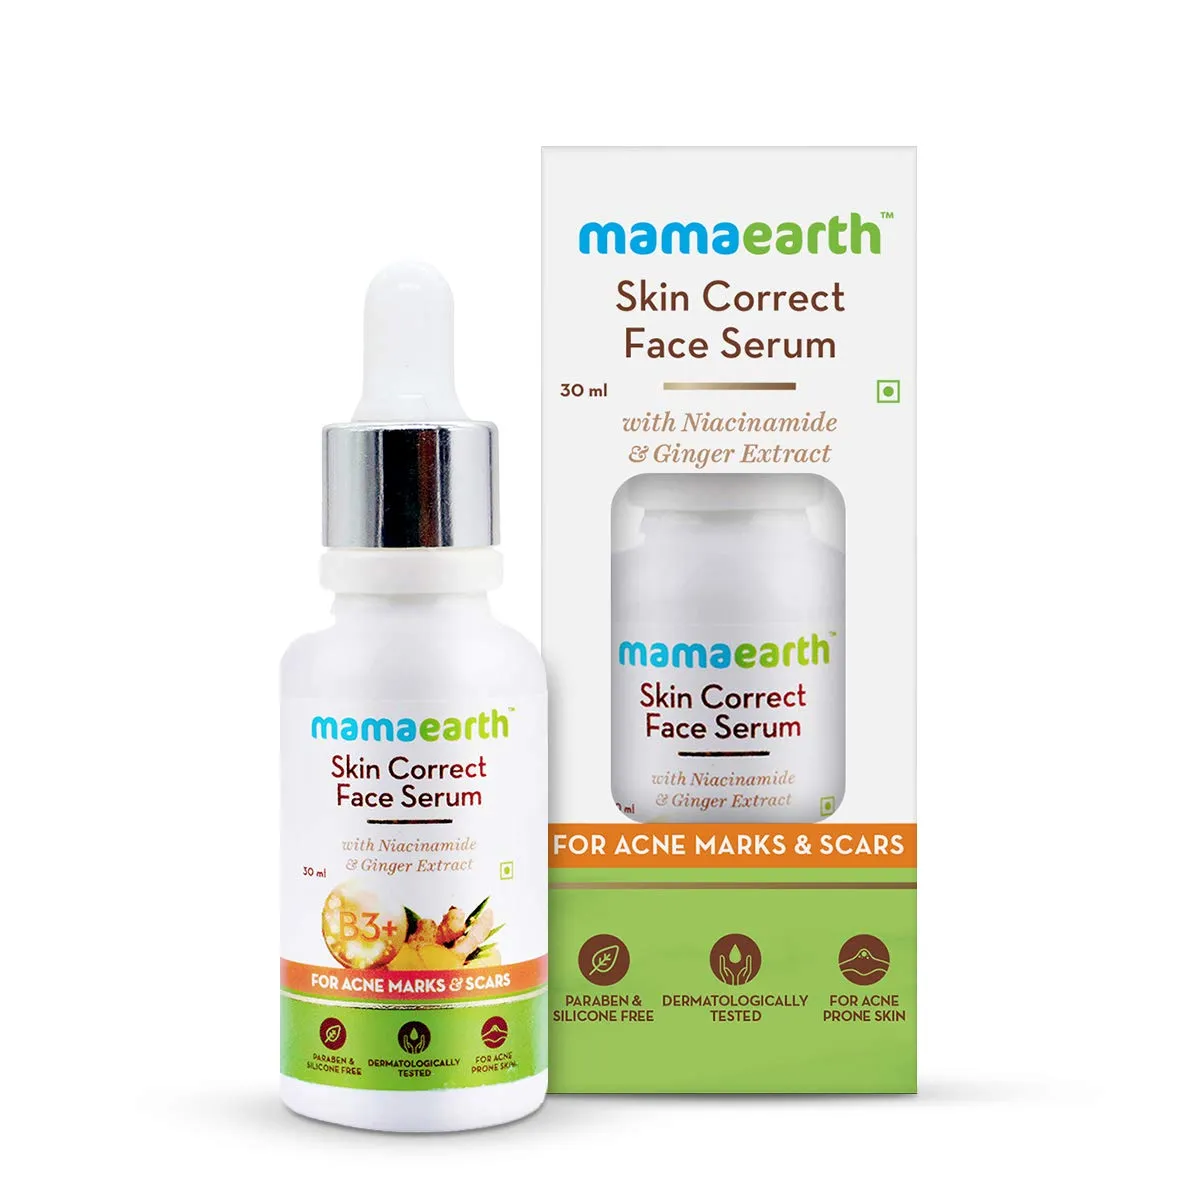 mamaearth™
Skin Correct
Face Serum
30 ml
with Niacinamide
& Ginger Extract
mamaearth™
Skin Correct
Face Serum
with Niacinamide
& Ginger Extract
ml
FOR ACNE MARKS & SCARS
PARABEN &
SILICONE FREE
DERMATOLOGICALLY
TESTED
FOR ACNE
PRONE SKIN
mamaearth™
Skin Correct
Face Serum
with Niacinamide
& Ginger Extract
30 ml
B3+
FOR ACNE MARKS & SCARS
PARABEN &
SILICONE FREE
DERMATOLOGICALLY
TESTED
FOR ACNE
PRONE SKIN